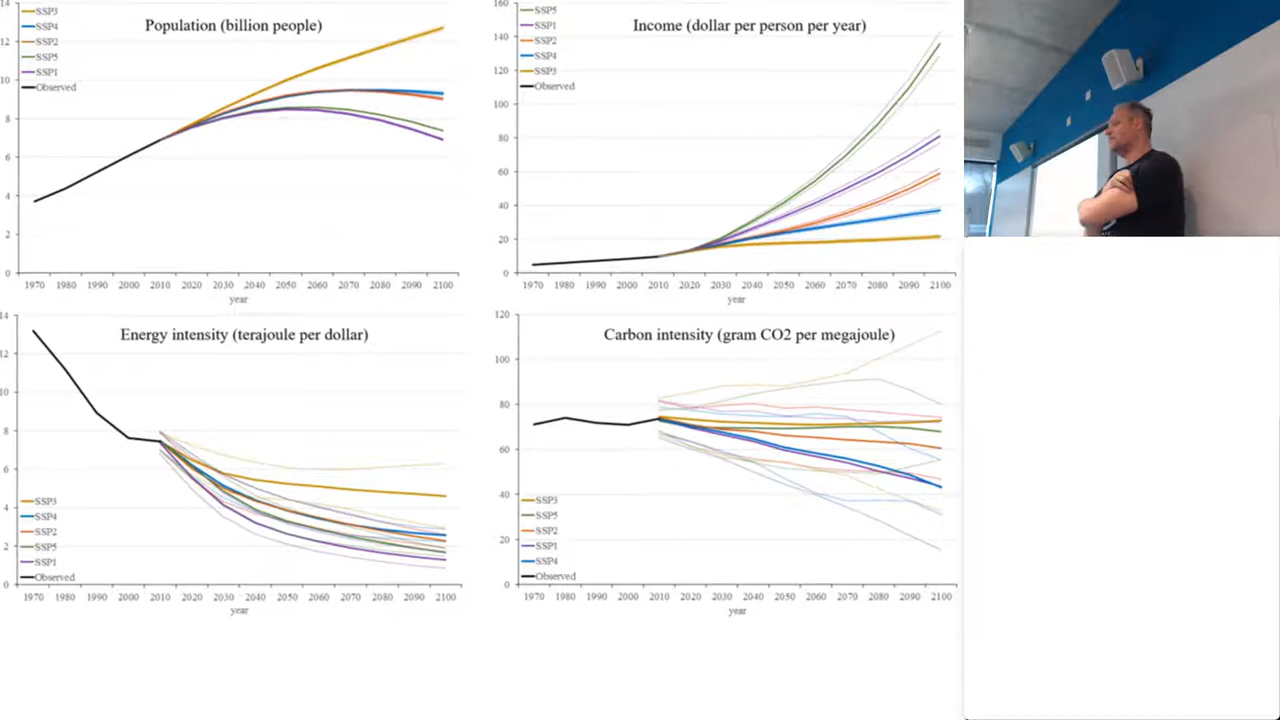 Population (billion people)
14
12
10
8
6
4
2
0
SSP3
SSP4
SSP2
SSP5
SSP1
Observed
1970 1980 1990 2000 2010 2020 2030 2040 2050 2060 2070 2080 2090 2100
year
Income (dollar per person per year)
160
140
120
100
80
60
40
20
0
SSP5
SSP1
SSP2
SSP4
SSP3
Observed
1970 1980 1990 2000 2010 2020 2030 2040 2050 2060 2070 2080 2090 2100
year
Energy intensity (terajoule per dollar)
14
12
10
8
6
4
2
0
SSP3
SSP4
SSP2
SSP5
SSP1
Observed
1970 1980 1990 2000 2010 2020 2030 2040 2050 2060 2070 2080 2090 2100
year
Carbon intensity (gram CO2 per megajoule)
120
100
80
60
40
20
0
SSP3
SSP5
SSP2
SSP1
SSP4
Observed
1970 1980 1990 2000 2010 2020 2030 2040 2050 2060 2070 2080 2090 2100
year